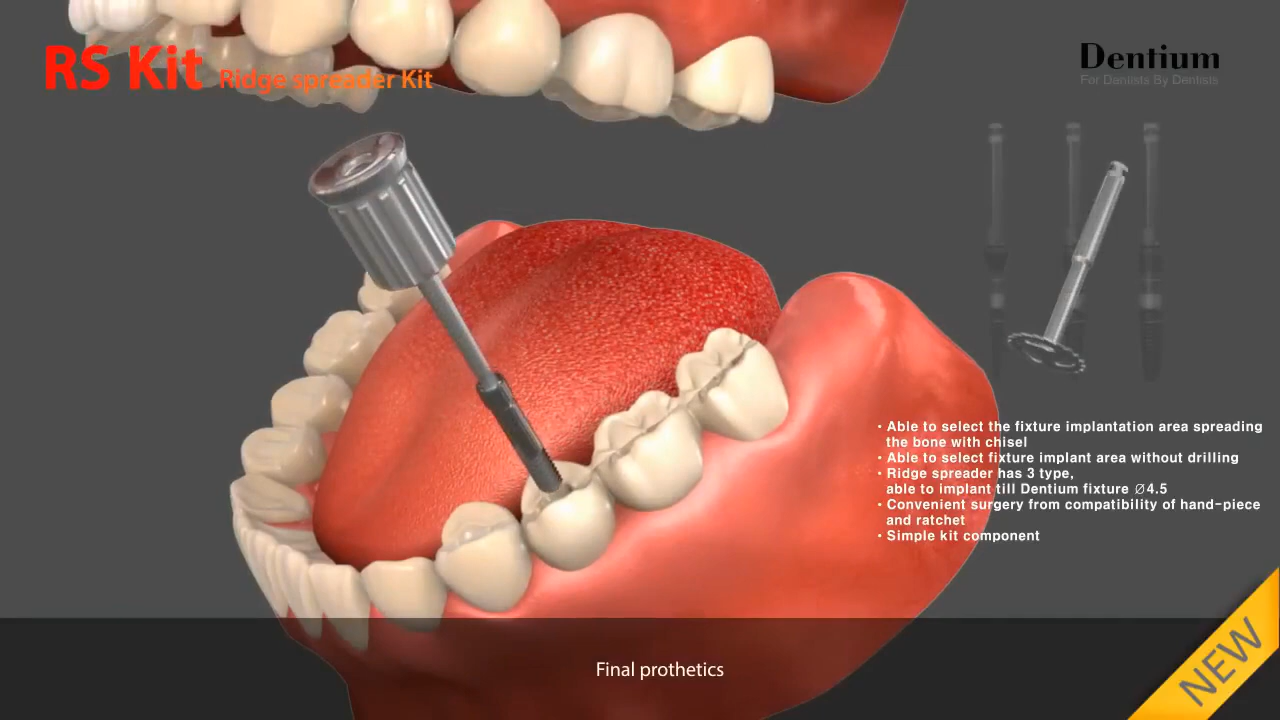 RS Kit Ridge spreader Kit
Dentium
For Dentists By Dentists
• Able to select the fixture implantation area spreading
the bone with chisel
• Able to select fixture implant area without drilling
• Ridge spreader has 3 type,
able to implant till Dentium fixture Ø4.5
• Convenient surgery from compatibility of hand-piece
and ratchet
• Simple kit component
NEW
Final prothetics